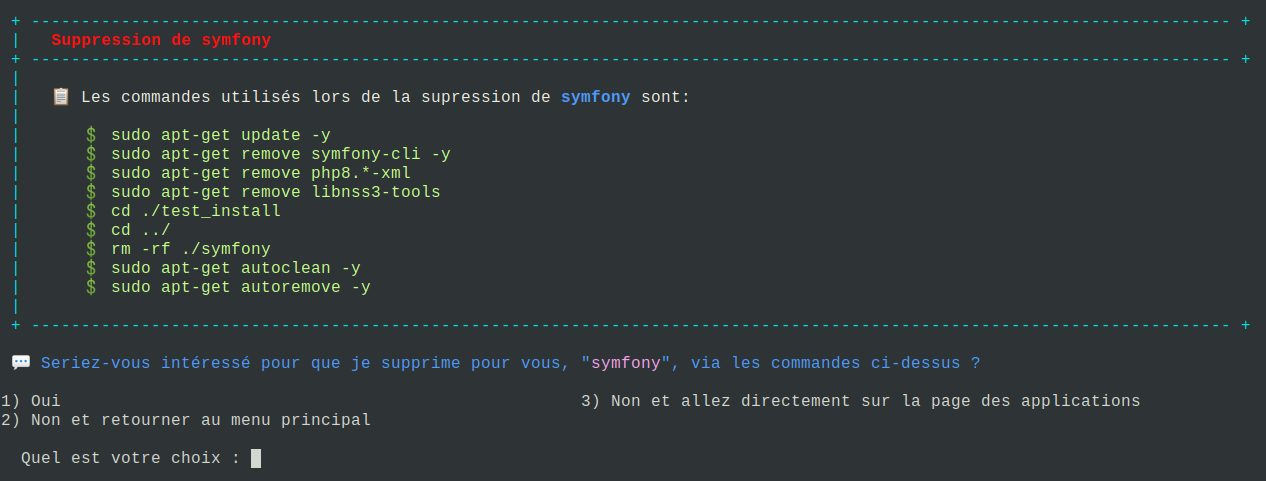 + ------------------------------------------------------------------------------------------------------------------------ +
|   Suppression de symfony
+ ------------------------------------------------------------------------------------------------------------------------ +
|
|   📋 Les commandes utilisés lors de la supression de symfony sont:
|
|      $ sudo apt-get update -y
|      $ sudo apt-get remove symfony-cli -y
|      $ sudo apt-get remove php8.*-xml
|      $ sudo apt-get remove libnss3-tools
|      $ cd ./test_install
|      $ cd ../
|      $ rm -rf ./symfony
|      $ sudo apt-get autoclean -y
|      $ sudo apt-get autoremove -y
|
+ ------------------------------------------------------------------------------------------------------------------------ +
💬 Seriez-vous intéressé pour que je supprime pour vous, "symfony", via les commandes ci-dessus ?
1) Oui 3) Non et allez directement sur la page des applications
2) Non et retourner au menu principal
Quel est votre choix :